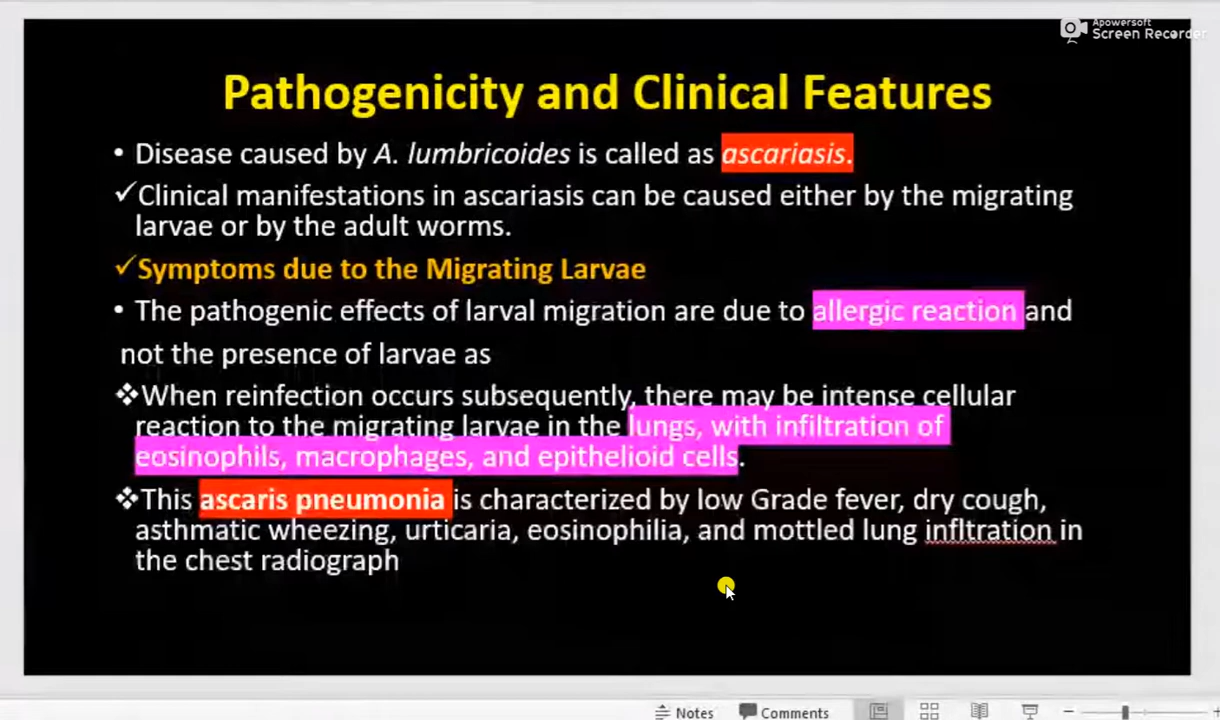 Apowersoft
Screen Recorder
Pathogenicity and Clinical Features
• Disease caused by A. lumbricoides is called as ascariasis.
✓Clinical manifestations in ascariasis can be caused either by the migrating
larvae or by the adult worms.
✓Symptoms due to the Migrating Larvae
• The pathogenic effects of larval migration are due to allergic reaction and
not the presence of larvae as
❖When reinfection occurs subsequently, there may be intense cellular
reaction to the migrating larvae in the lungs, with infiltration of
eosinophils, macrophages, and epithelioid cells.
❖This ascaris pneumonia is characterized by low Grade fever, dry cough,
asthmatic wheezing, urticaria, eosinophilia, and mottled lung infltration in
the chest radiograph
Notes Comments